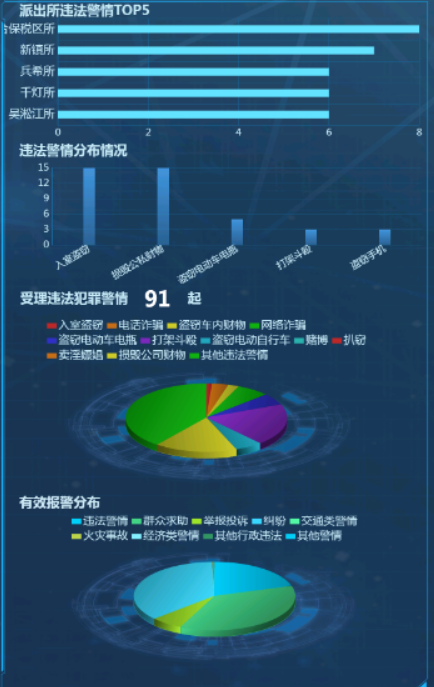 派出所违法警情TOP5
合保税区所
新镇所
兵希所
千灯所
吴淞江所
0 2 4 6 8
违法警情分布情况
15
12
9
6
3
0
入室盗窃 损毁公私财物 盗窃电动车电瓶 打架斗殴 盗窃手机
受理违法犯罪警情 91 起
入室盗窃 电话诈骗 盗窃车内财物 网络诈骗
盗窃电动车电瓶 打架斗殴 盗窃电动自行车 赌博 扒窃
卖淫嫖娼 损毁公司财物 其他违法警情
有效报警分布
违法警情 群众求助 举报投诉 纠纷 交通类警情
火灾事故 经济类警情 其他行政违法 其他警情